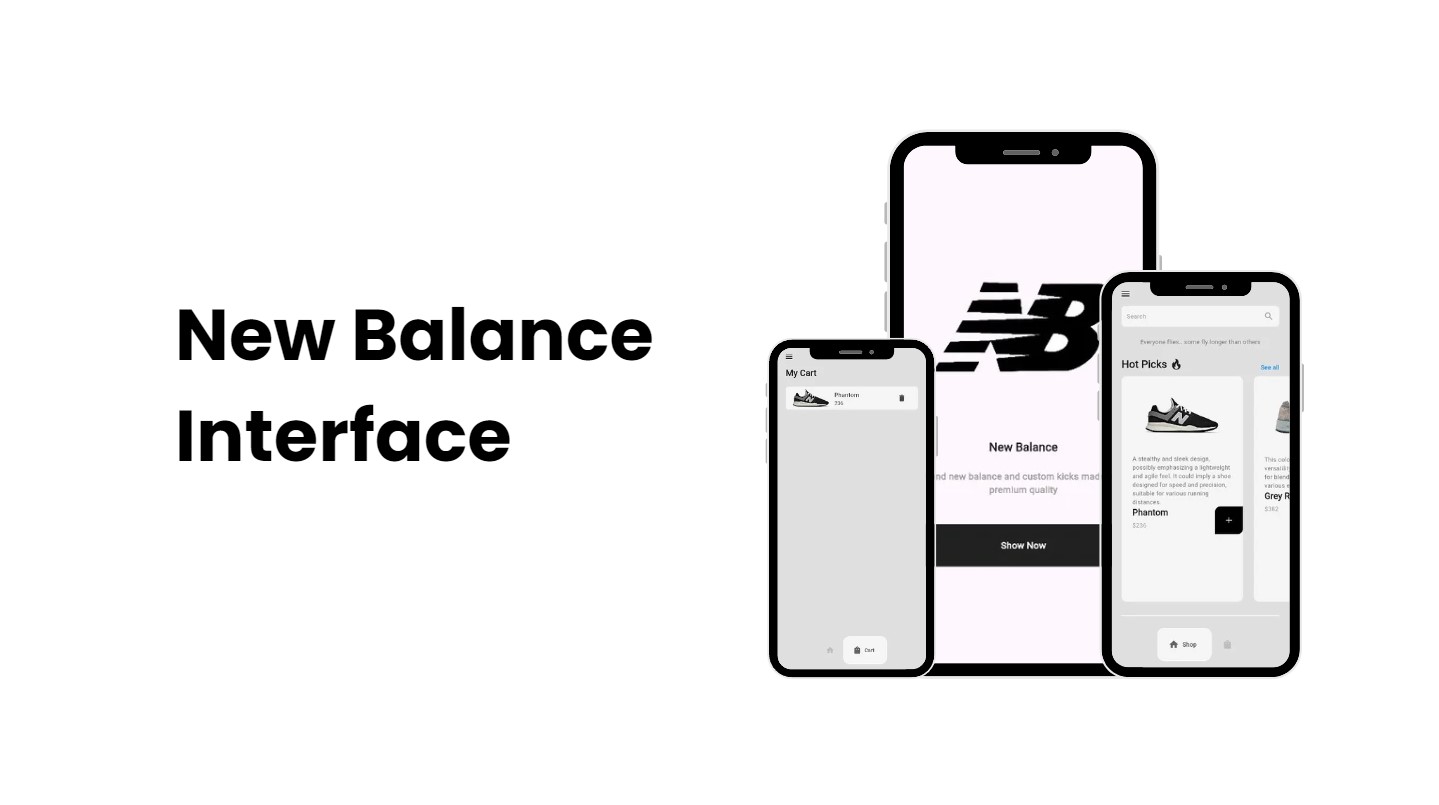 New Balance
Interface
NB
New Balance
nd new balance and custom kicks mad
premium quality
Show Now
My Cart
Phantom
236
Cart
Search
Everyone flies.. some fly longer than others
Hot Picks
See all
A stealthy and sleek design,
possibly emphasizing a lightweight
and agile feel. It could imply a shoe
designed for speed and precision,
suitable for various running
distances.
Phantom
$236
+
This colo
versatili
for blend
various e
Grey R
$382
Shop